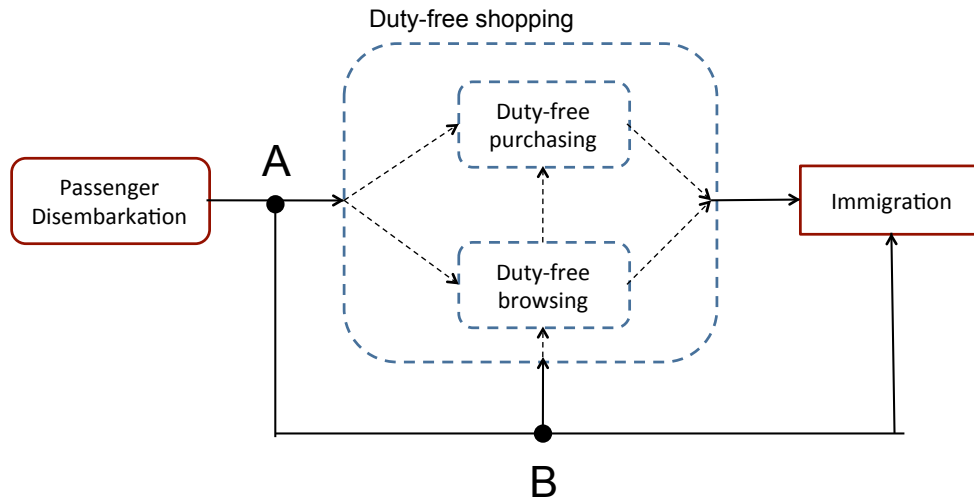 Duty-free shopping
Duty-free
purchasing
A
Passenger
Disembarkation
Immigration
Duty-free
browsing
B